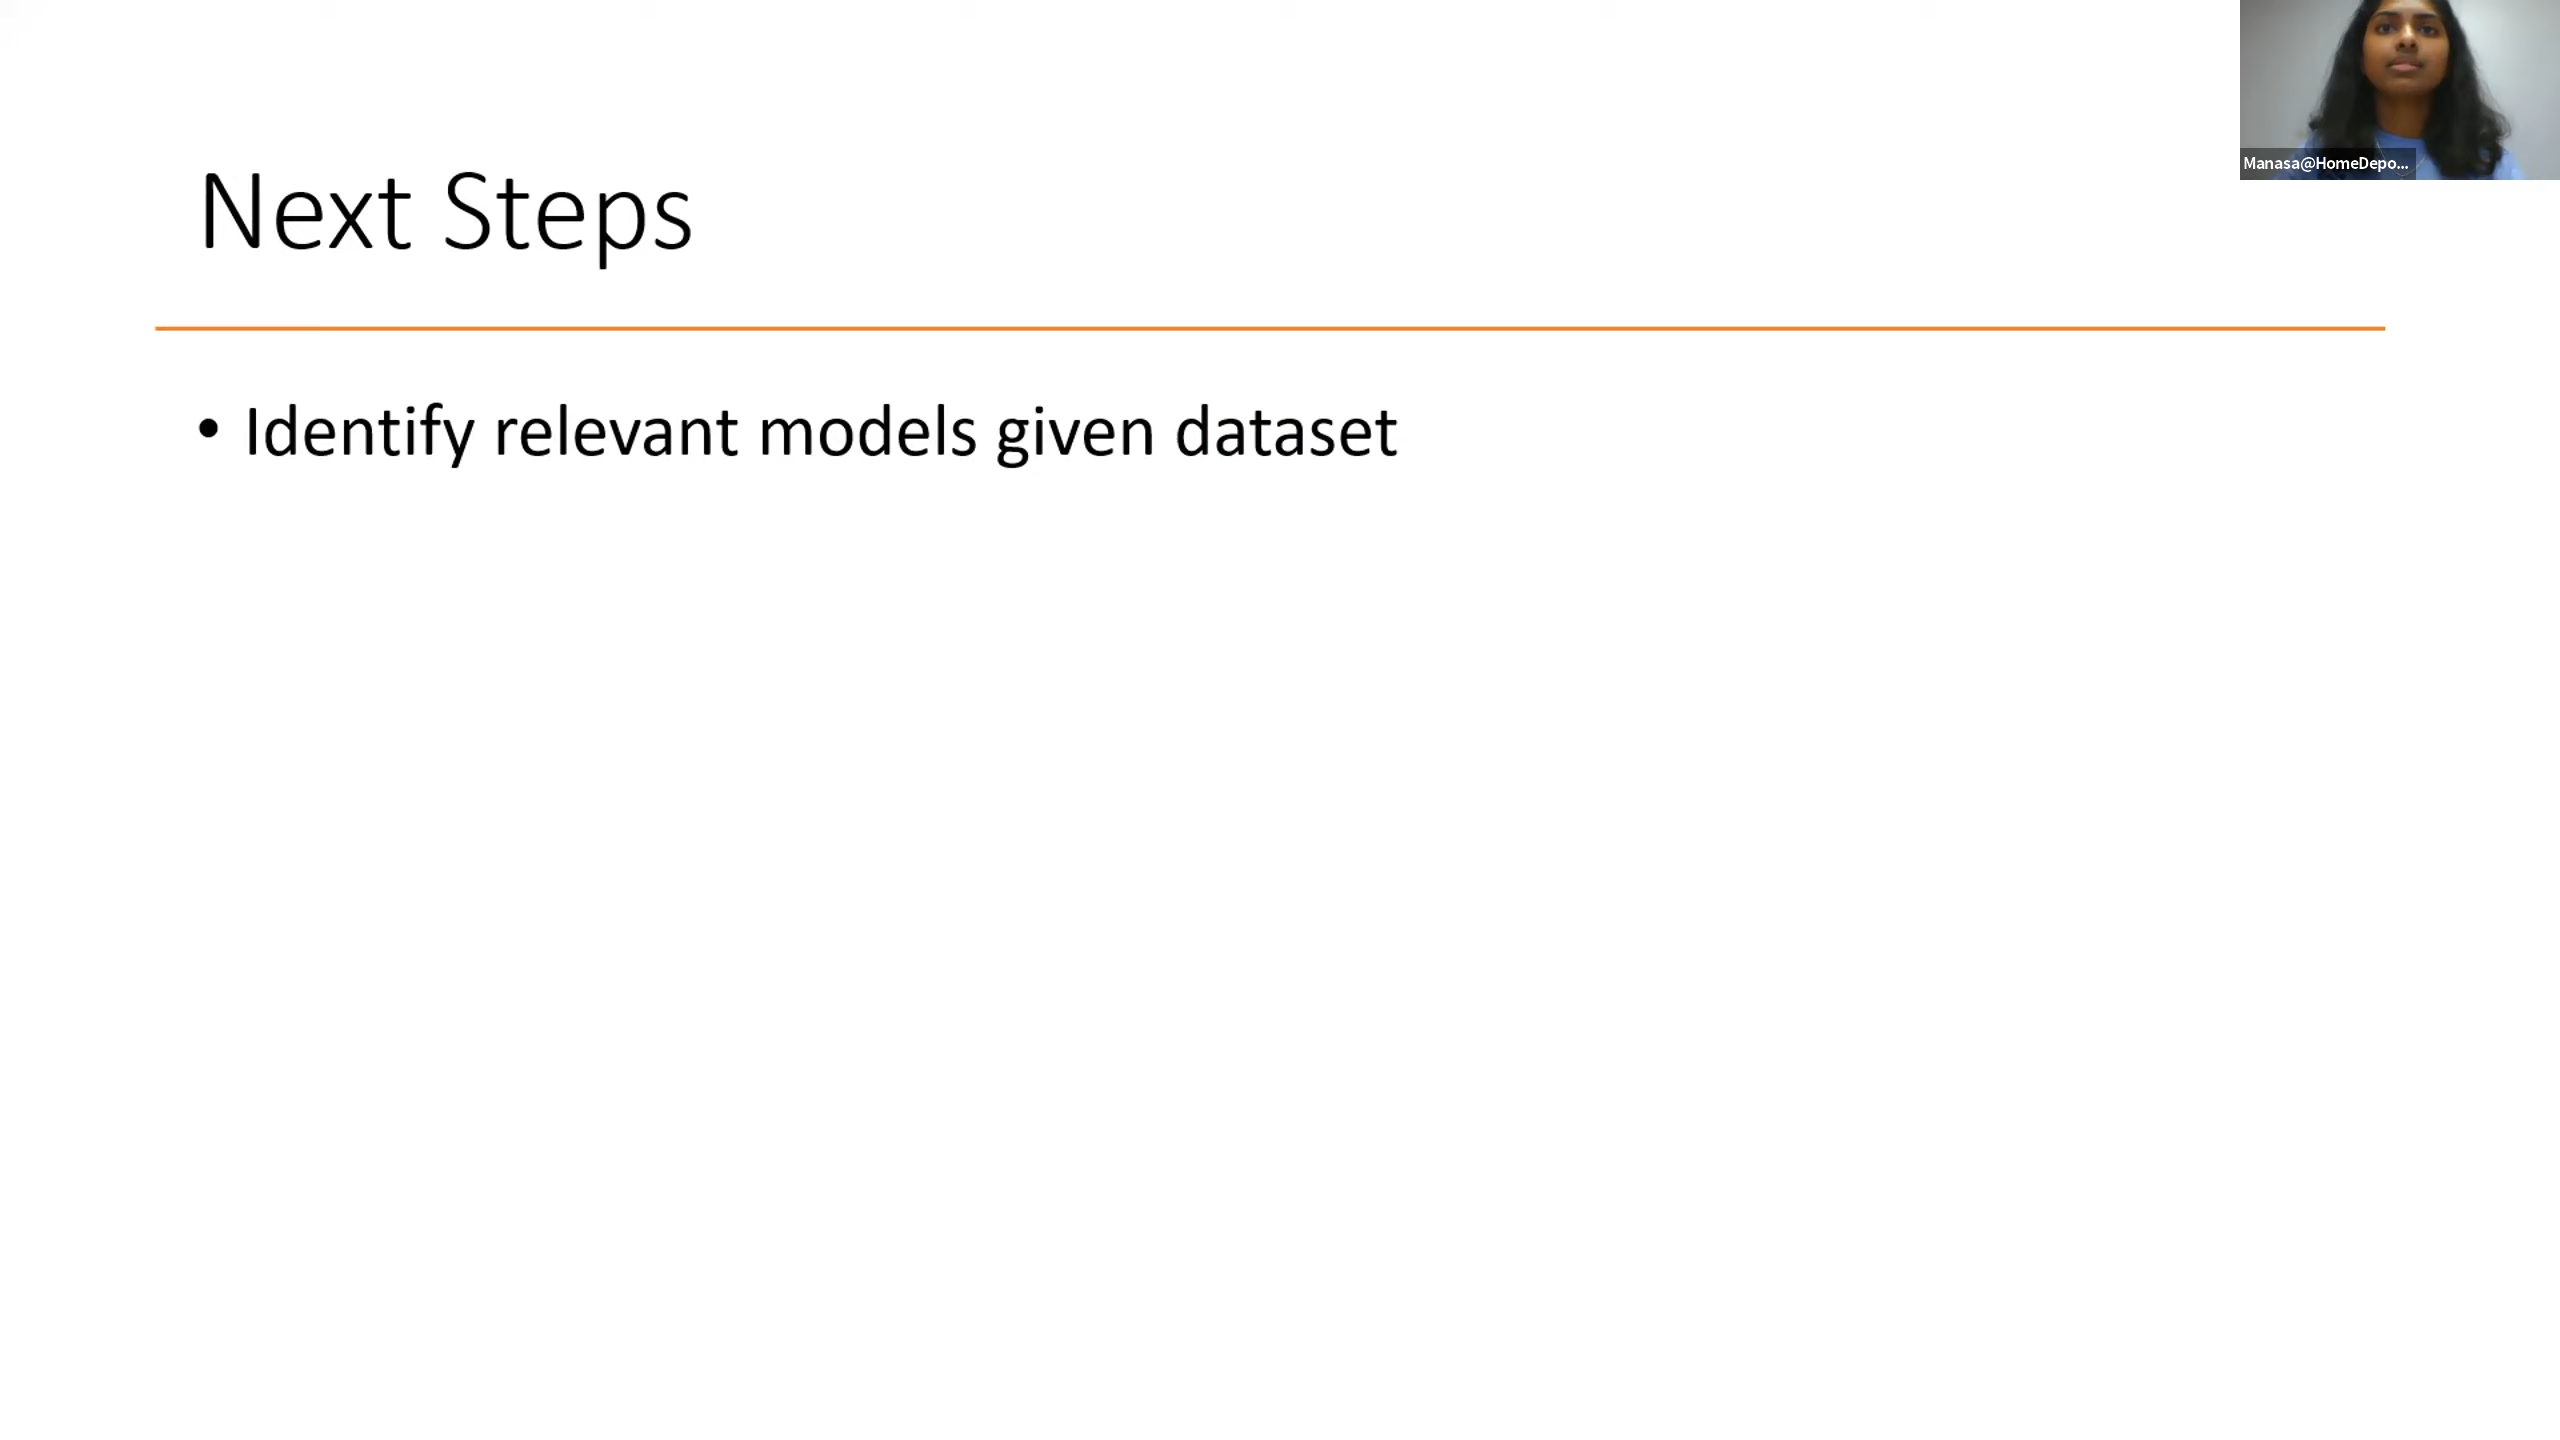 Manasa@HomeDepo...
Next Steps
• Identify relevant models given dataset